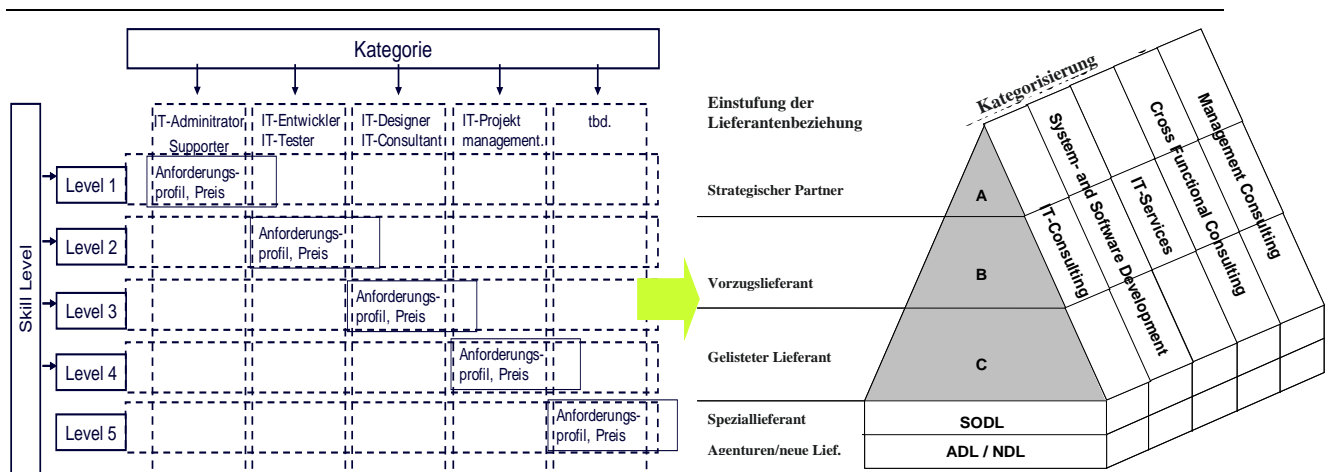 Kategorie
IT-Adminitrator
Supporter
IT-Entwickler
IT-Tester
IT-Designer
IT-Consultant
IT-Projekt
management.
tbd.
Skill Level
Level 1
Anforderungs-
profil, Preis
Level 2
Anforderungs-
profil, Preis
Level 3
Anforderungs-
profil, Preis
Level 4
Anforderungs-
profil, Preis
Level 5
Anforderungs-
profil, Preis
Einstufung der
Lieferantenbeziehung
Strategischer Partner
Vorzugslieferant
Gelisteter Lieferant
Speziallieferant
Agenturen/neue Lief.
A
B
C
SODL
ADL / NDL
Kategorisierung
IT-Consulting
System- and Software Development
IT-Services
Cross Functional Consulting
Management Consulting